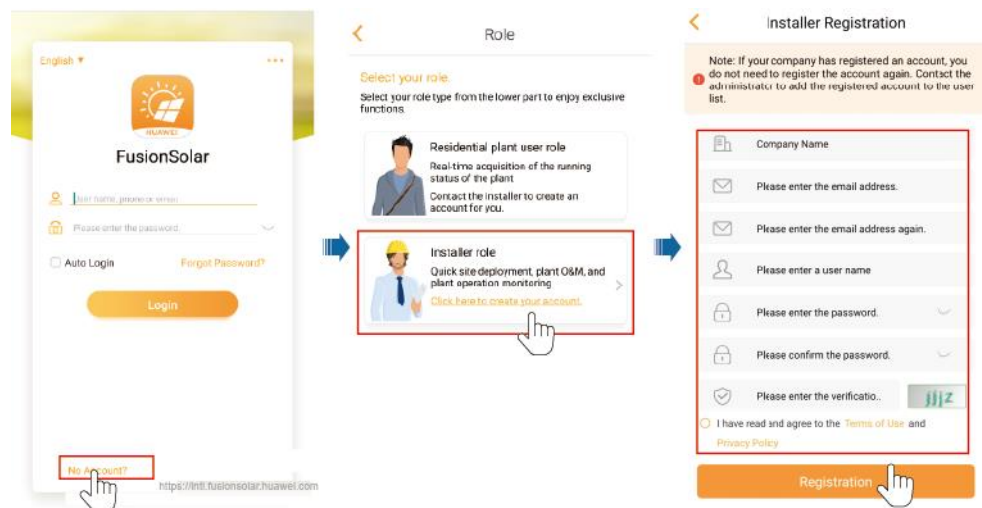 English ▼
HUAWEI
FusionSolar
User name, phone or email
Please enter the password.
Auto Login
Forgot Password?
Login
No Account?
https://intl.fusionsolar.huawei.com
Role
Select your role.
Select your role type from the lower part to enjoy exclusive
functions.
Residential plant user role
Real-time acquisition of the running
status of the plant
Contact the installer to create an
account for you.
Installer role
Quick site deployment, plant O&M, and
plant operation monitoring
Click here to create your account.
Installer Registration
Note: If your company has registered an account, you
do not need to register the account again. Contact the
administrator to add the registered account to the user
list.
Company Name
Please enter the email address.
Please enter the email address again.
Please enter a user name
Please enter the password.
Please confirm the password.
Please enter the verificatio..
jjjz
I have read and agree to the Terms of Use and
Privacy Policy
Registration